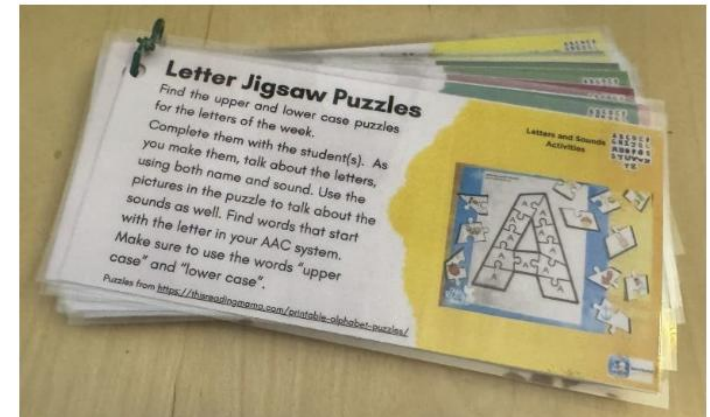 Letter Jigsaw Puzzles
Find the upper and lower case puzzles
for the letters of the week.
Complete them with the student(s). As
you make them, talk about the letters,
using both name and sound. Use the
pictures in the puzzle to talk about the
sounds as well. Find words that start
with the letter in your AAC system.
Make sure to use the words "upper
case" and "lower case".
Puzzles from https://thisreadingmama.com/printable-alphabet-puzzles/
Letters and Sounds
Activities